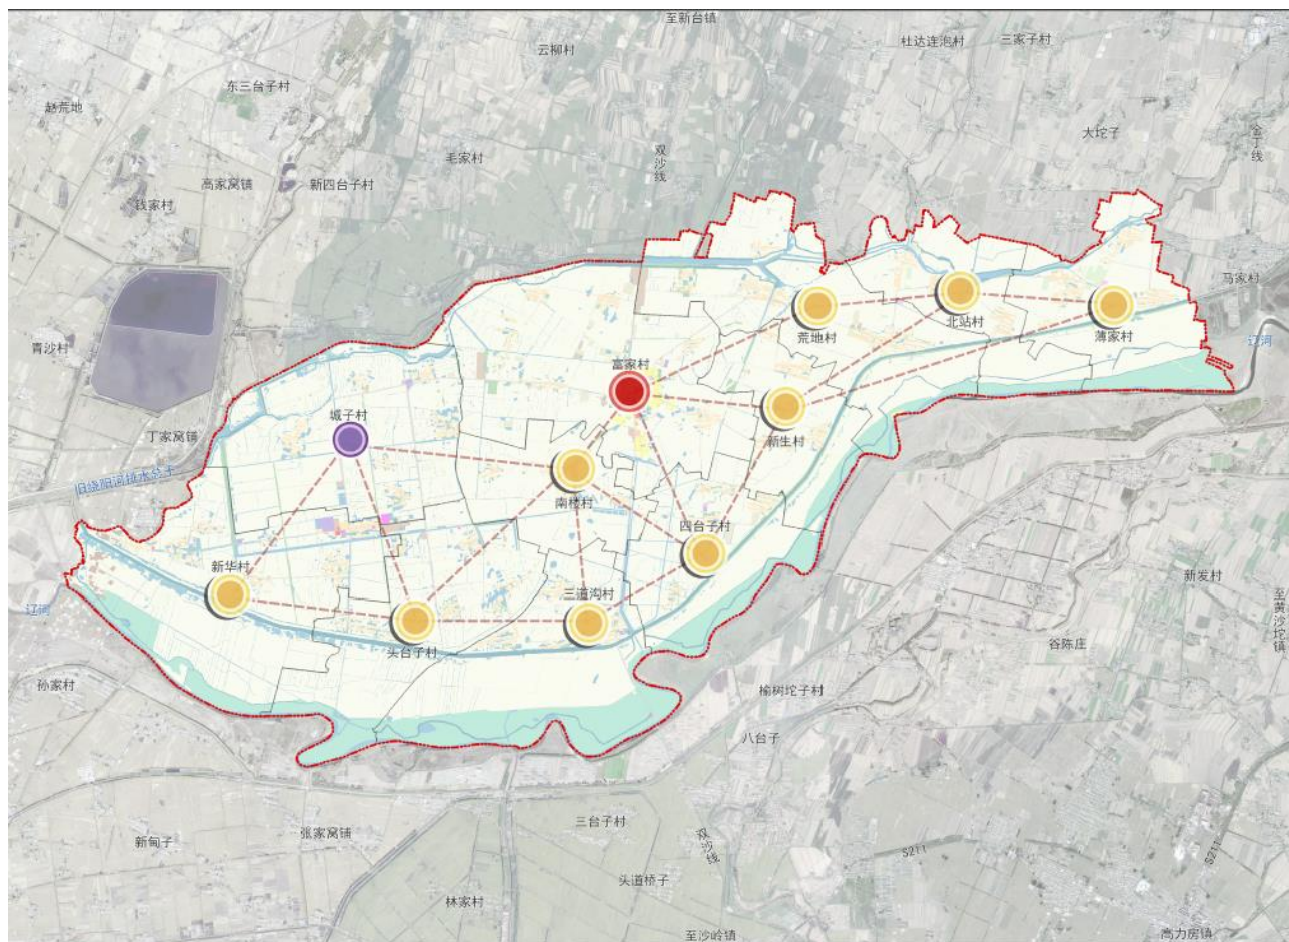 至新台镇
云柳村
杜达连泡村
三家子村
东三台子村
赵荒地
大坨子
金丁线
双沙线
毛家村
高家窝镇
新四台子村
钱家村
马家村
北站村
荒地村
薄家村
辽河
青沙村
富家村
城子村
新生村
丁家窝铺
旧绕阳河排水总干
南楼村
四台子村
新华村
三道沟村
新发村
至黄沙坨镇
辽河
头台子村
谷陈庄
孙家村
榆树坨子村
八台子
三台子村
张家窝铺
新甸子
双沙线
S211
S211
头道桥子
林家村
至沙岭镇
高力房镇